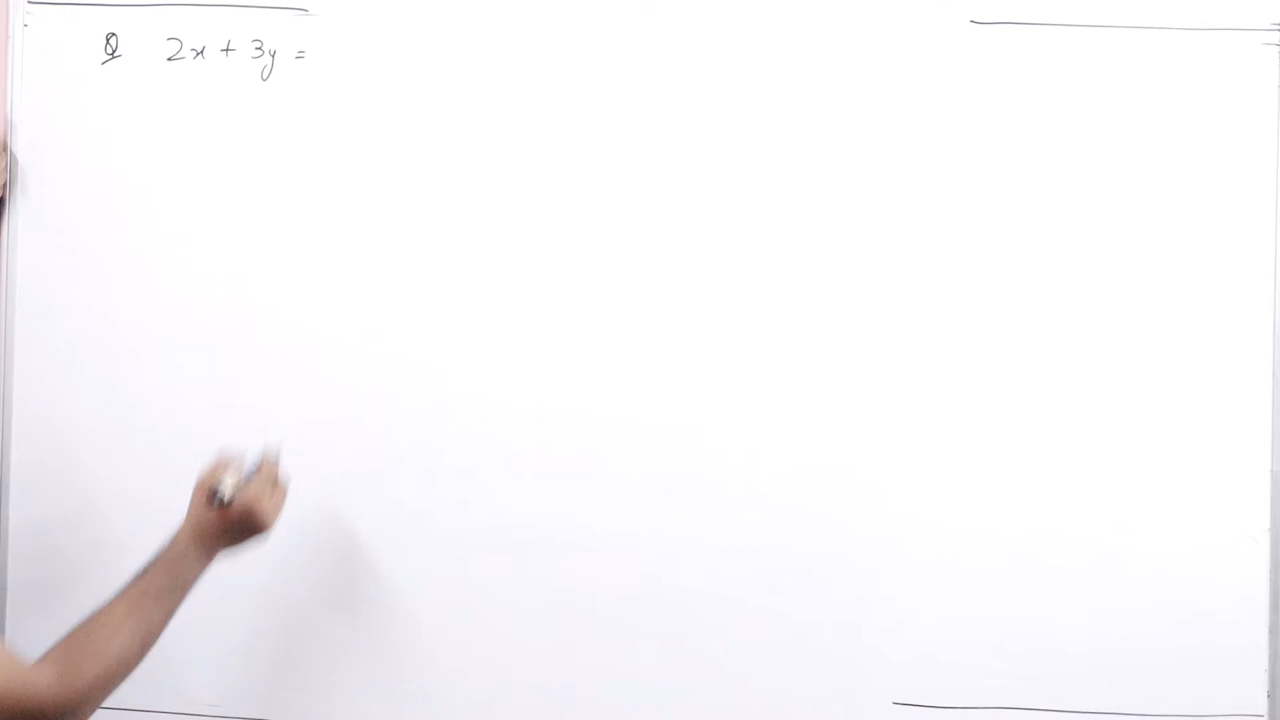 Q 2x + 3y =